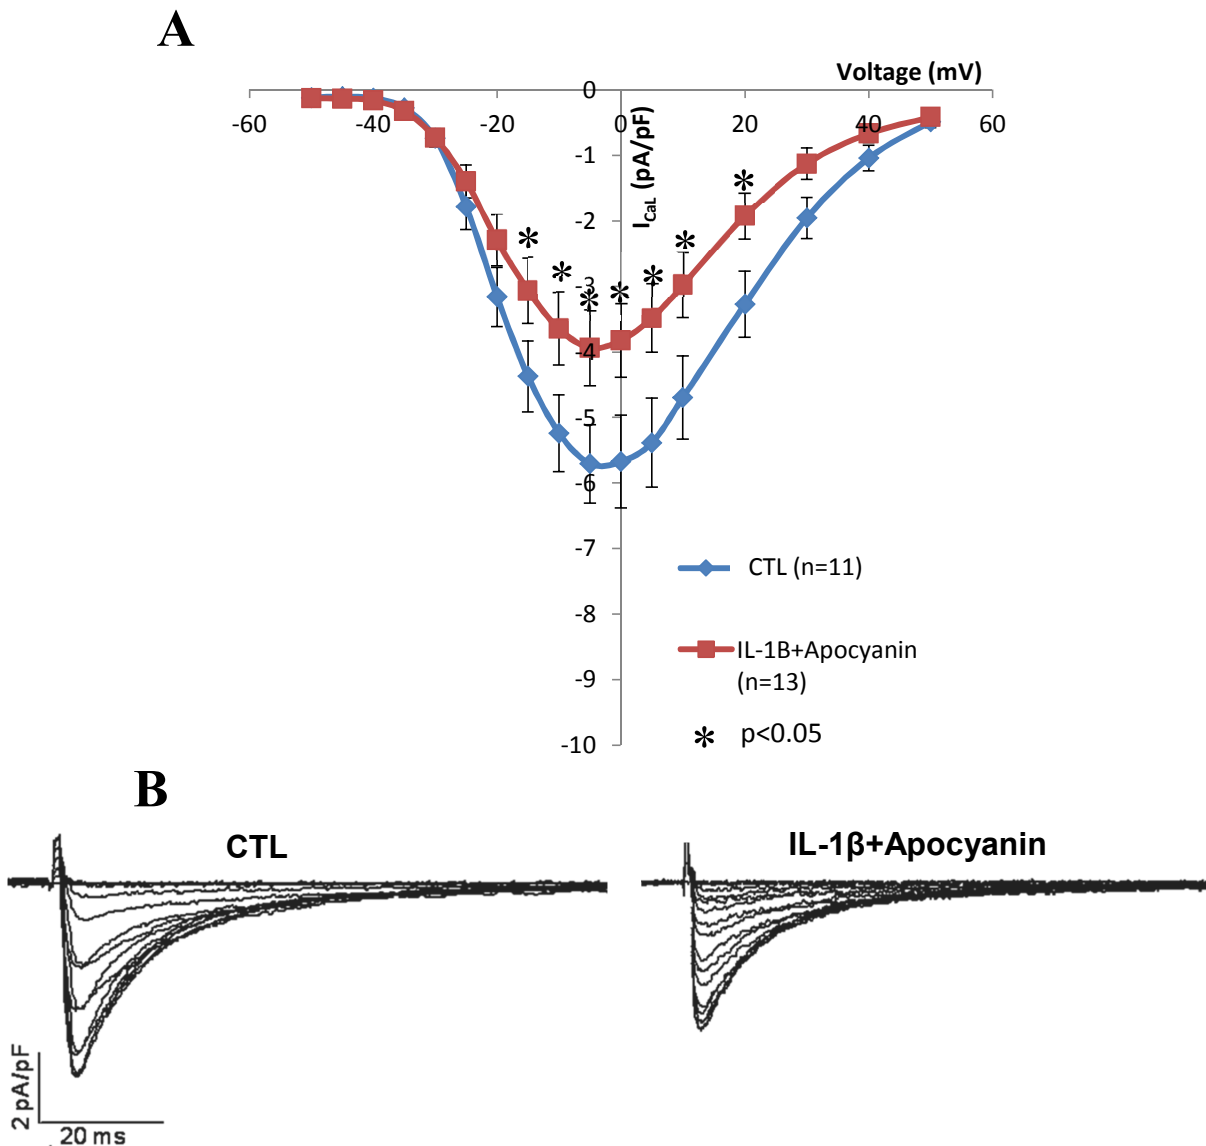 A
Voltage (mV)
0
-60
-40
-20
0
20
40
60
I_CaL (pA/pF)
-1
-2
-3
-4
-5
-6
-7
-8
-9
-10
*
*
*
*
*
*
*
CTL (n=11)
IL-1B+Apocyanin
(n=13)
* p<0.05
B
CTL
IL-1β+Apocyanin
2 pA/pF
20 ms